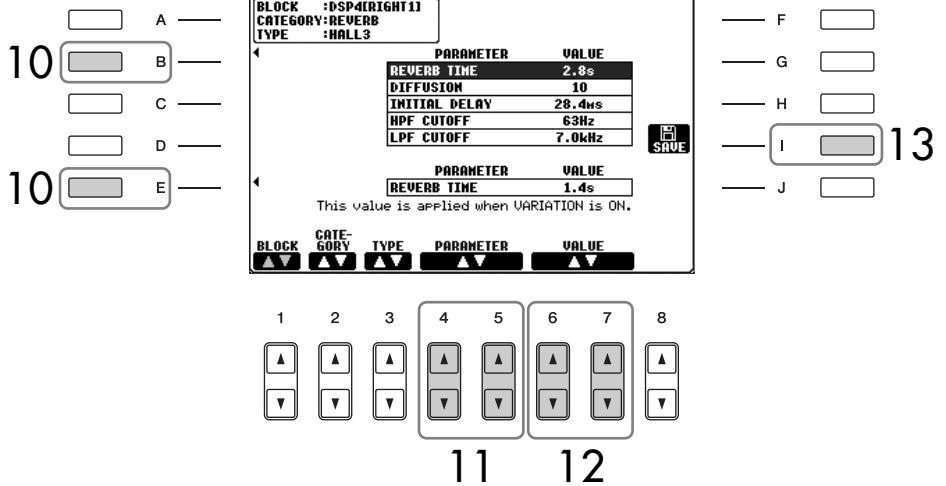 BLOCK :DSP4[RIGHT1]
CATEGORY:REVERB
TYPE :HALL3
PARAMETER VALUE
REVERB TIME 2.8s
DIFFUSION 10
INITIAL DELAY 28.4ms
HPF CUTOFF 63Hz
LPF CUTOFF 7.0kHz
SAVE
PARAMETER VALUE
REVERB TIME 1.4s
This value is applied when VARIATION is ON.
BLOCK CATE-GORY TYPE PARAMETER VALUE
A
10 B
C
D
10 E
F
G
H
I 13
J
1 2 3 4 5 6 7 8
11 12